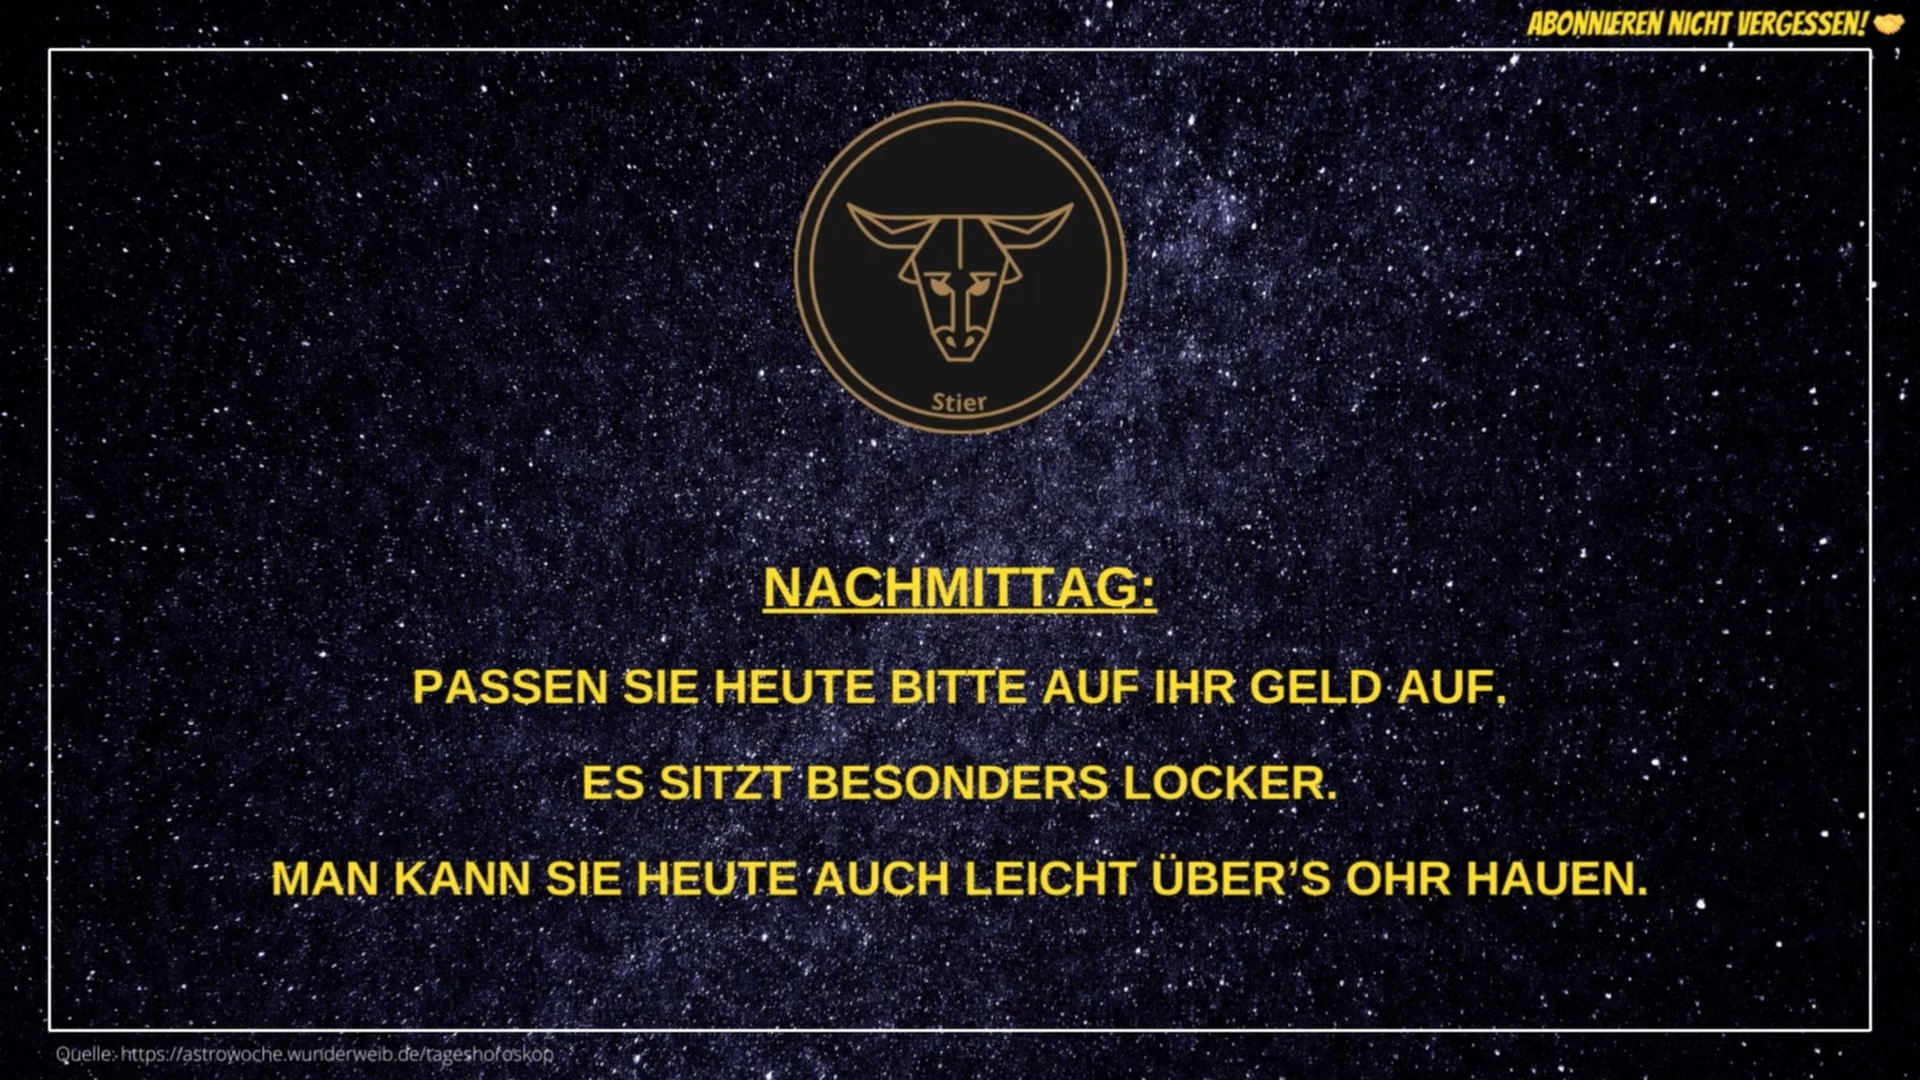 ABONNIEREN NICHT VERGESSEN!
Stier
NACHMITTAG:
PASSEN SIE HEUTE BITTE AUF IHR GELD AUF.
ES SITZT BESONDERS LOCKER.
MAN KANN SIE HEUTE AUCH LEICHT ÜBER’S OHR HAUEN.
Quelle: https://astrowoche.wunderweib.de/tageshoroskop